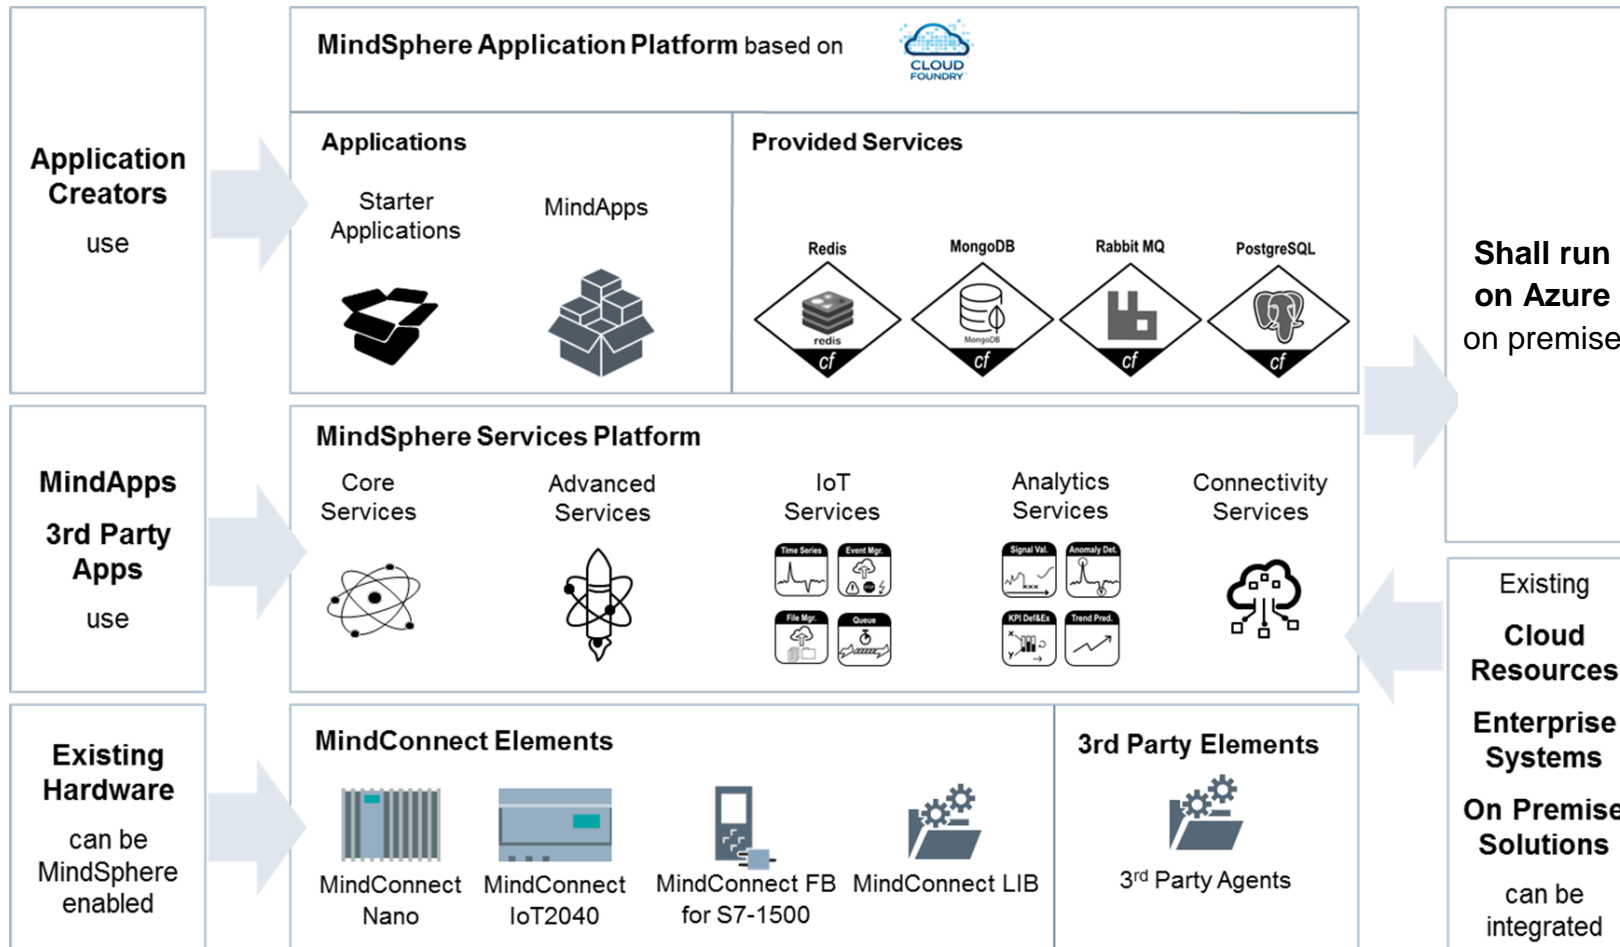 Application
Creators
use
MindSphere Application Platform based on
CLOUD
FOUNDRY
Applications
Starter
Applications
MindApps
Provided Services
Redis
redis
cf
MongoDB
MongoDB
cf
Rabbit MQ
cf
PostgreSQL
cf
Shall run
on Azure
on premise
MindApps
3rd Party
Apps
use
MindSphere Services Platform
Core
Services
Advanced
Services
IoT
Services
Time Series
Event Mgr.
STOP
File Mgr.
Queue
Analytics
Services
Signal Val.
xxx
Anomaly Det.
KPI Def&Ex
X
Y
Trend Pred.
Connectivity
Services
Existing
Cloud
Resources
Enterprise
Systems
On Premise
Solutions
can be
integrated
Existing
Hardware
can be
MindSphere
enabled
MindConnect Elements
MindConnect
Nano
MindConnect
IoT2040
MindConnect FB
for S7-1500
MindConnect LIB
3rd Party Elements
3rd Party Agents